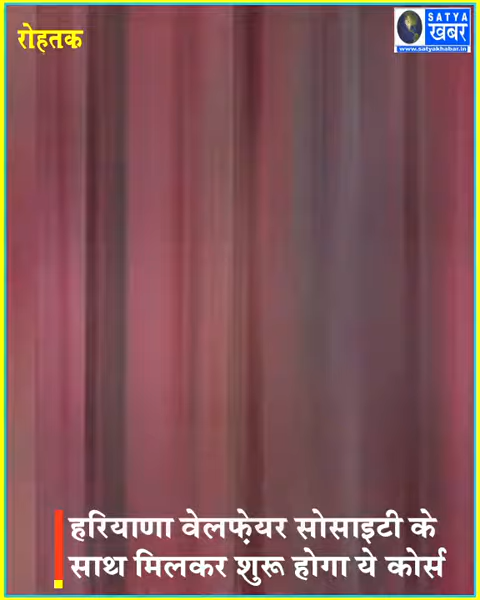 रोहतक
SATYA
खबर
www.satyakhabar.in
हरियाणा वेलफ़ेयर सोसाइटी के
साथ मिलकर शुरू होगा ये कोर्स